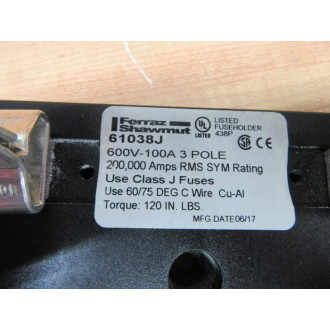 Ferraz
Shawmut
UL
LISTED
FUSEHOLDER
438P
61038J
600V-100A 3 POLE
200,000 Amps RMS SYM Rating
Use Class J Fuses
Use 60/75 DEG C Wire Cu-Al
Torque: 120 IN. LBS.
MFG.DATE06/17